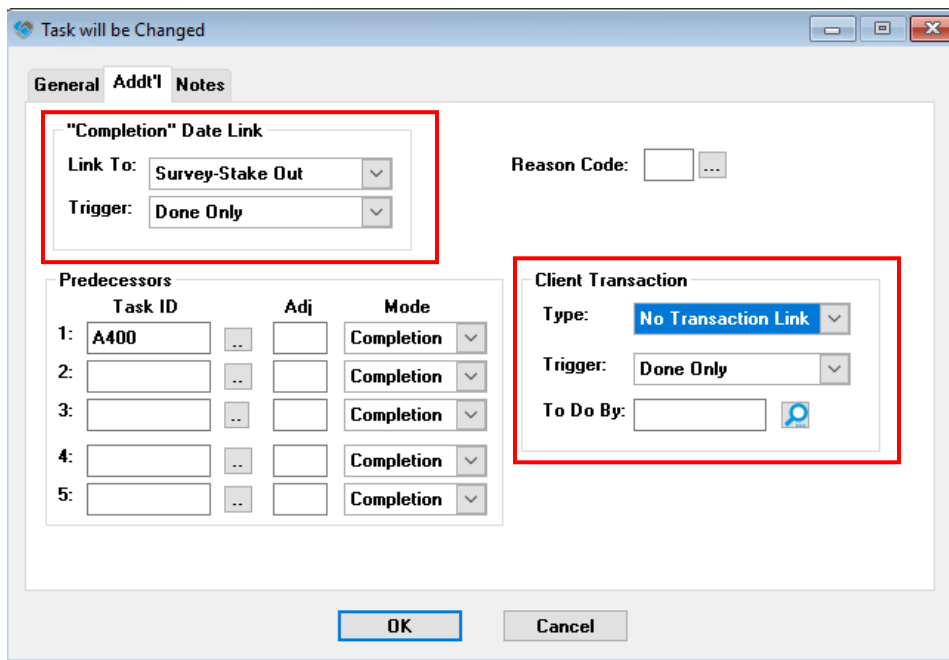 Task will be Changed
General Addt'l Notes
"Completion" Date Link
Link To: Survey-Stake Out
Trigger: Done Only
Reason Code: ...
Predecessors
Task ID Adj Mode
1: A400 .. Completion
2: .. Completion
3: .. Completion
4: .. Completion
5: .. Completion
Client Transaction
Type: No Transaction Link
Trigger: Done Only
To Do By:
OK Cancel